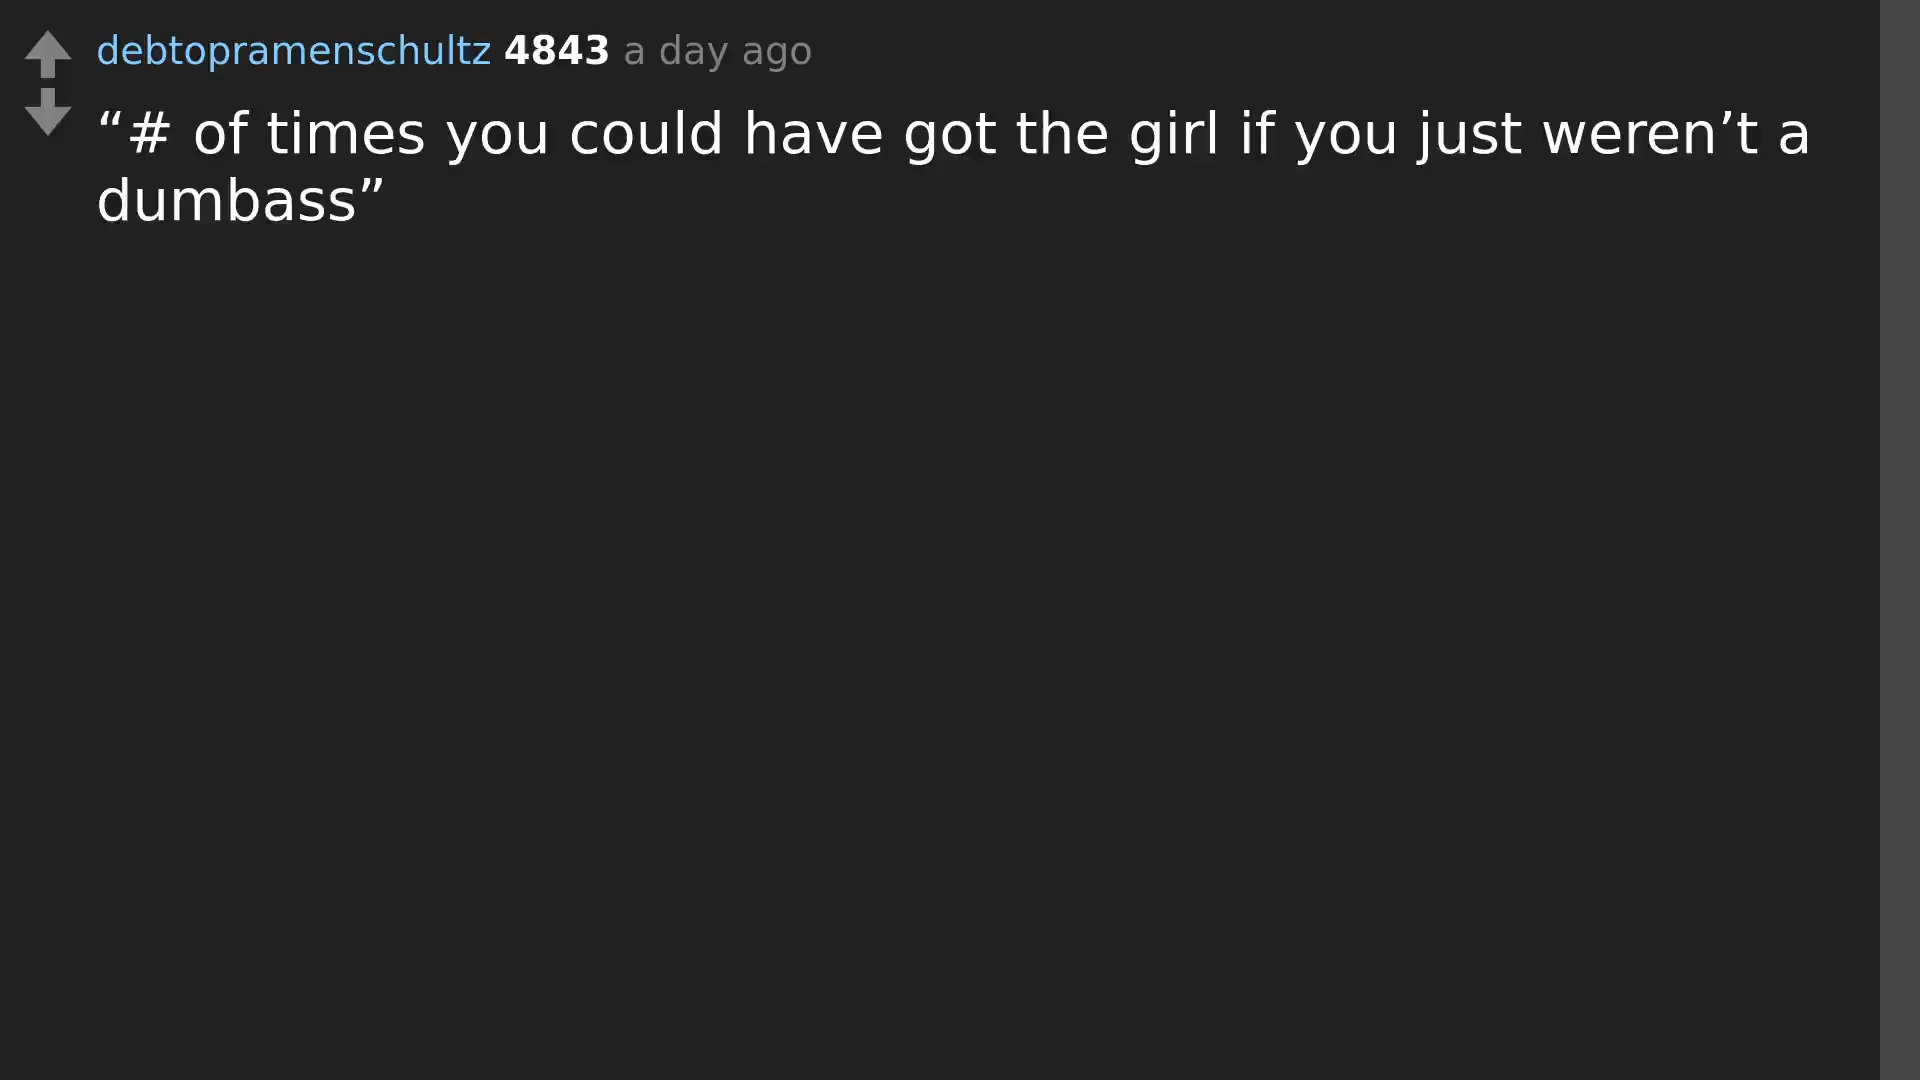 debtopramenschultz 4843 a day ago
“# of times you could have got the girl if you just weren’t a
dumbass”